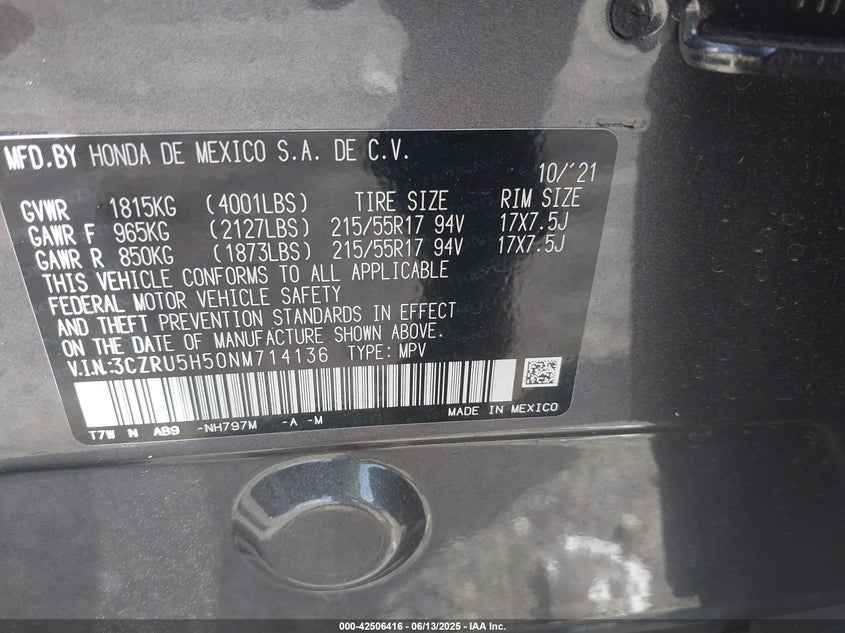 MFD.BY HONDA DE MEXICO S.A. DE C.V.
10/'21
GVWR 1815KG (4001LBS) TIRE SIZE RIM SIZE
GAWR F 965KG (2127LBS) 215/55R17 94V 17X7.5J
GAWR R 850KG (1873LBS) 215/55R17 94V 17X7.5J
THIS VEHICLE CONFORMS TO ALL APPLICABLE
FEDERAL MOTOR VEHICLE SAFETY
AND THEFT PREVENTION STANDARDS IN EFFECT
ON THE DATE OF MANUFACTURE SHOWN ABOVE.
V.I.N:3CZRU5H50NM714136 TYPE: MPV
T7W N AB9 -NH797M -A -M MADE IN MEXICO
000-42506416 - 06/13/2025 - IAA Inc.